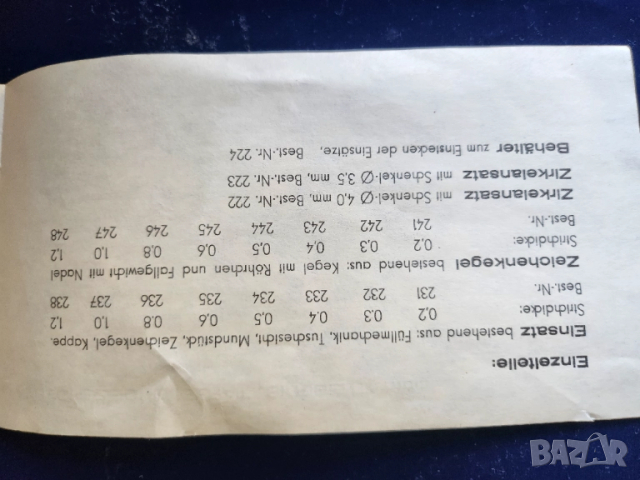 Einzelteile:
Einsatz bestehend aus: Füllmechanik, Tuschesicht, Mundstück, Zeichenkegel, Kappe.
Strichdicke: 0,2 0,3 0,4 0,5 0,6 0,8 1,0 1,2
Best.-Nr. 231 232 233 234 235 236 237 238
Zeichenkegel bestehend aus: Kegel mit Röhrchen und Fallgewicht mit Nadel
Strichdicke: 0,2 0,3 0,4 0,5 0,6 0,8 1,0 1,2
Best.-Nr. 241 242 243 244 245 246 247 248
Zirkelansatz mit Schenkel-Ø 4,0 mm, Best.-Nr. 222
Zirkelansatz mit Schenkel-Ø 3,5 mm, Best.-Nr. 223
Behälter zum Einstecken der Einsätze, Best.-Nr. 224
BAZAR